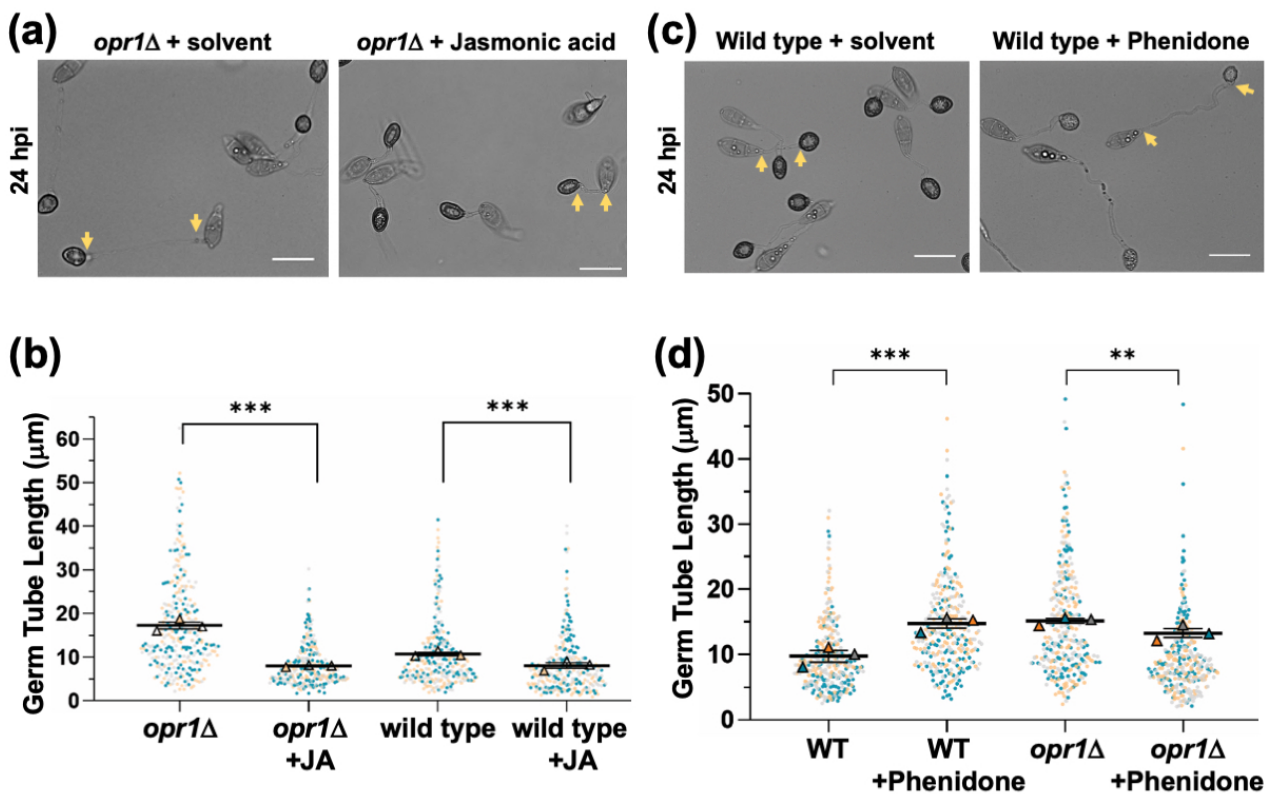 (a)
opr1Δ + solvent
opr1Δ + Jasmonic acid
24 hpi
(c)
Wild type + solvent
Wild type + Phenidone
24 hpi
(b)
Germ Tube Length (μm)
60
50
40
30
20
10
0
***
***
opr1Δ
opr1Δ
+JA
wild type
wild type
+JA
(d)
Germ Tube Length (μm)
50
40
30
20
10
0
***
**
WT
WT
+Phenidone
opr1Δ
opr1Δ
+Phenidone